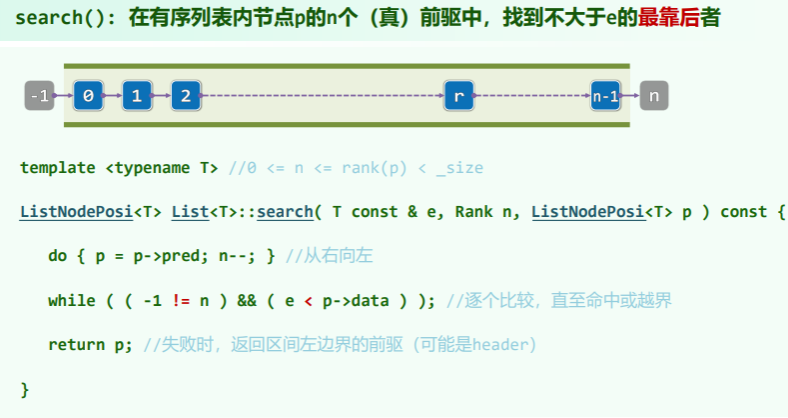 search(): 在有序列表内节点p的n个（真）前驱中，找到不大于e的最靠后者
-1 0 1 2 r n-1 n
template <typename T> //0 <= n <= rank(p) < _size
ListNodePosi<T> List<T>::search( T const & e, Rank n, ListNodePosi<T> p ) const {
do { p = p->pred; n--; } //从右向左
while ( ( -1 != n ) && ( e < p->data ) ); //逐个比较，直至命中或越界
return p; //失败时，返回区间左边界的前驱（可能是header）
}